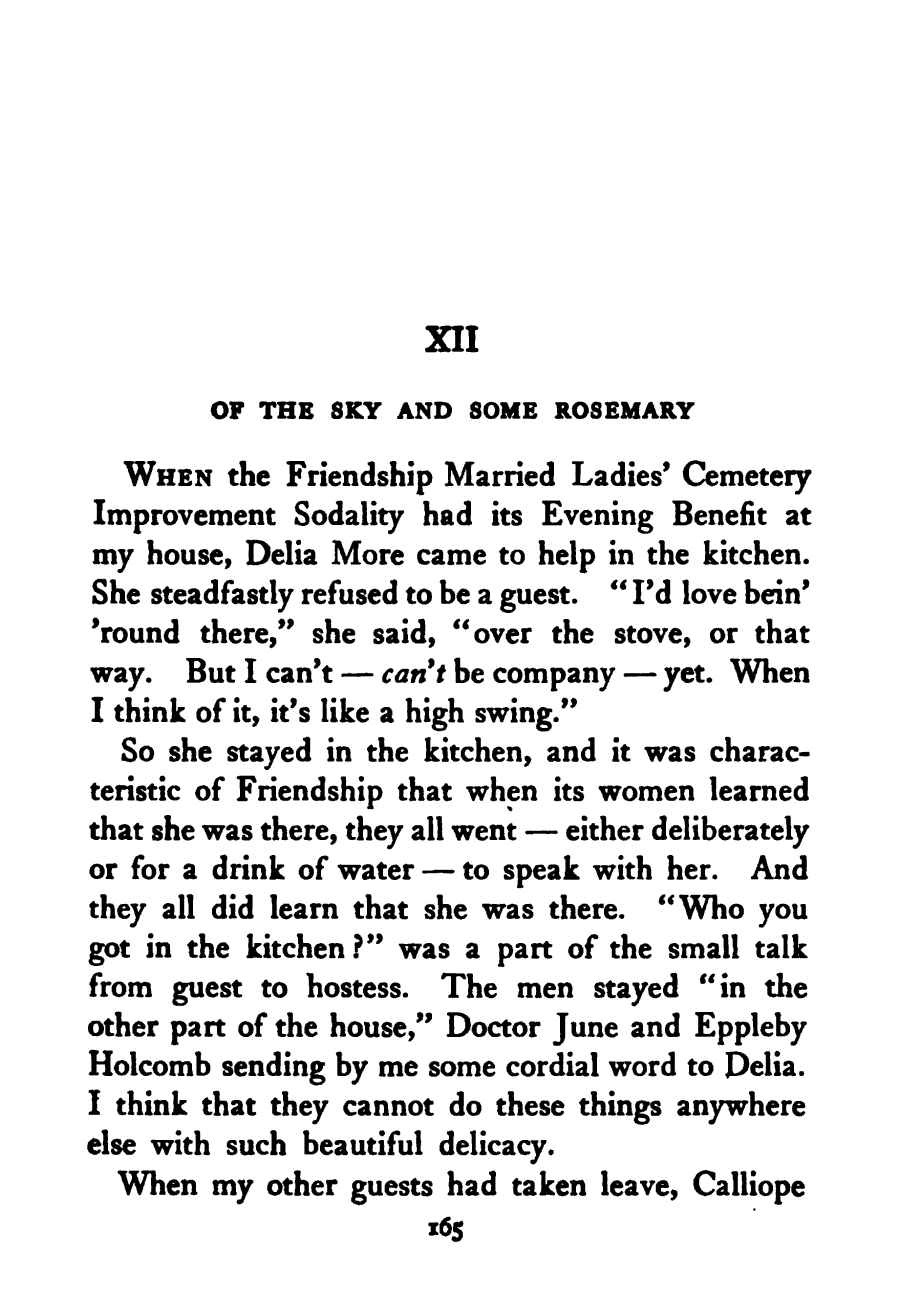 XII
OF THE SKY AND SOME ROSEMARY
WHEN the Friendship Married Ladies’ Cemetery
Improvement Sodality had its Evening Benefit at
my house, Delia More came to help in the kitchen.
She steadfastly refused to be a guest. “I’d love bein’
’round there,” she said, “over the stove, or that
way. But I can’t — can’t be company — yet. When
I think of it, it’s like a high swing.”
So she stayed in the kitchen, and it was charac-
teristic of Friendship that when its women learned
that she was there, they all went — either deliberately
or for a drink of water — to speak with her. And
they all did learn that she was there. “Who you
got in the kitchen?” was a part of the small talk
from guest to hostess. The men stayed “in the
other part of the house,” Doctor June and Eppleby
Holcomb sending by me some cordial word to Delia.
I think that they cannot do these things anywhere
else with such beautiful delicacy.
When my other guests had taken leave, Calliope
165